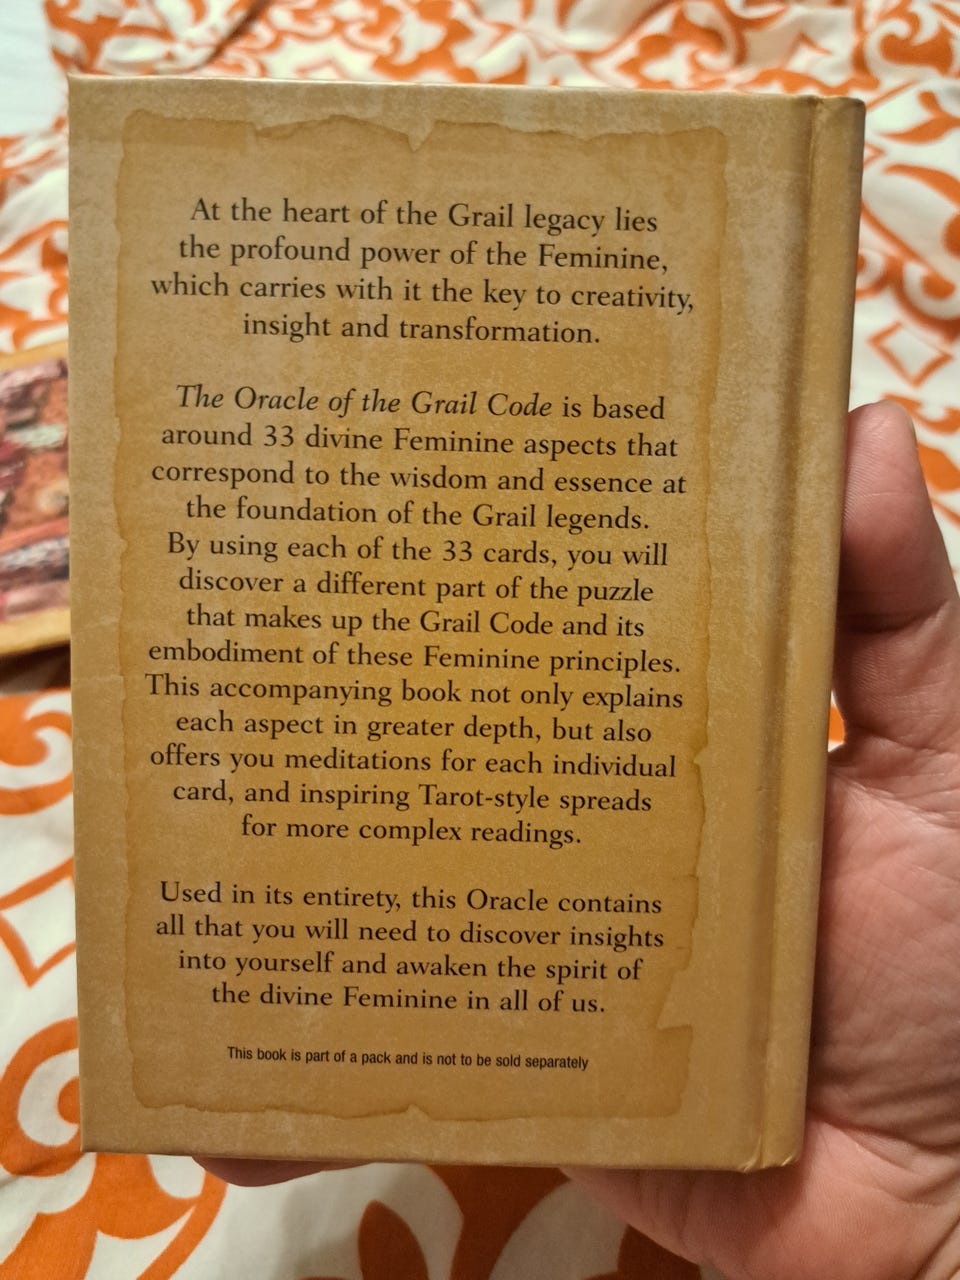 At the heart of the Grail legacy lies
the profound power of the Feminine,
which carries with it the key to creativity,
insight and transformation.
The Oracle of the Grail Code is based
around 33 divine Feminine aspects that
correspond to the wisdom and essence at
the foundation of the Grail legends.
By using each of the 33 cards, you will
discover a different part of the puzzle
that makes up the Grail Code and its
embodiment of these Feminine principles.
This accompanying book not only explains
each aspect in greater depth, but also
offers you meditations for each individual
card, and inspiring Tarot-style spreads
for more complex readings.
Used in its entirety, this Oracle contains
all that you will need to discover insights
into yourself and awaken the spirit of
the divine Feminine in all of us.
This book is part of a pack and is not to be sold separately